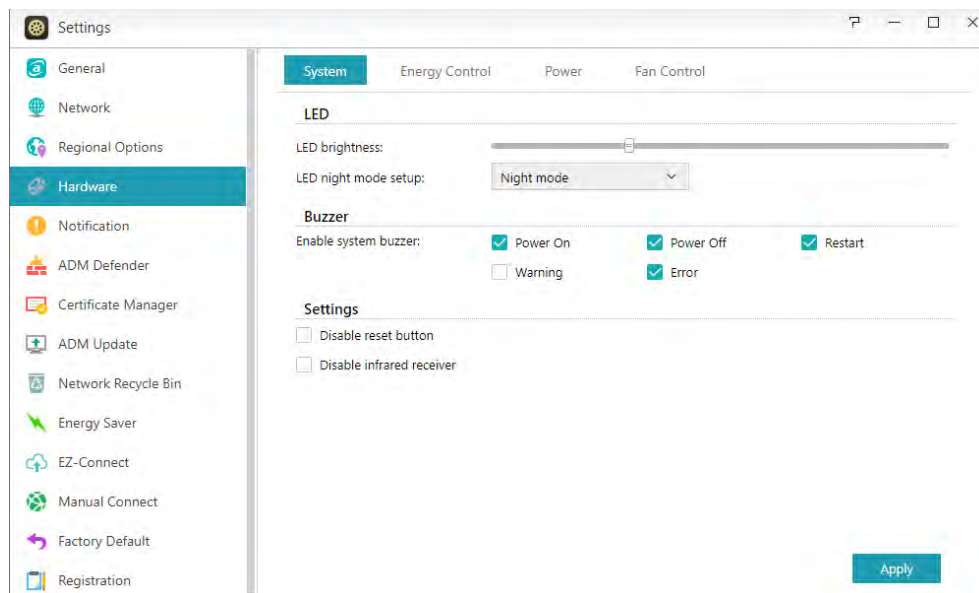 Settings
General
Network
Regional Options
Hardware
Notification
ADM Defender
Certificate Manager
ADM Update
Network Recycle Bin
Energy Saver
EZ-Connect
Manual Connect
Factory Default
Registration
System Energy Control Power Fan Control
LED
LED brightness:
LED night mode setup: Night mode
Buzzer
Enable system buzzer: Power On Power Off Restart
Warning Error
Settings
Disable reset button
Disable infrared receiver
Apply